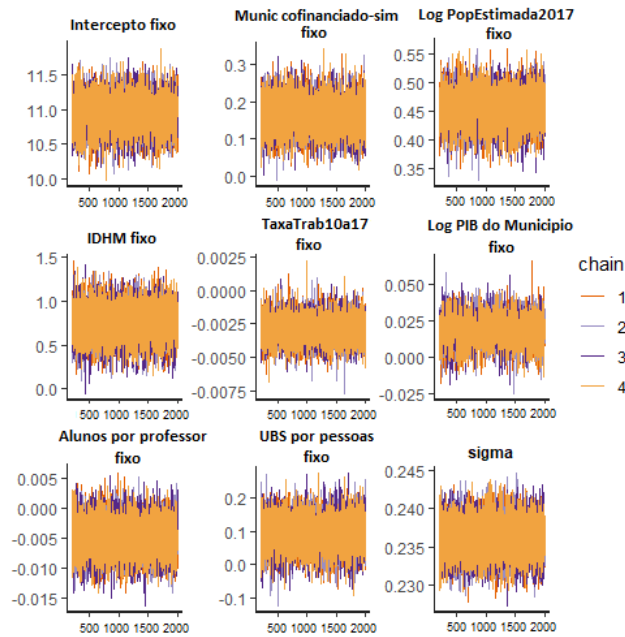 Intercepto fixo
11.5
11.0
10.5
10.0
500 1000 1500 2000
Munic cofinanciado-sim
fixo
0.3
0.2
0.1
0.0
500 1000 1500 2000
Log PopEstimada2017
fixo
0.55
0.50
0.45
0.40
0.35
500 1000 1500 2000
IDHM fixo
1.5
1.0
0.5
0.0
500 1000 1500 2000
TaxaTrab10a17
fixo
0.0025
0.0000
-0.0025
-0.0050
-0.0075
500 1000 1500 2000
Log PIB do Municipio
fixo
0.050
0.025
0.000
-0.025
500 1000 1500 2000
chain
1
2
3
4
Alunos por professor
fixo
0.005
0.000
-0.005
-0.010
-0.015
500 1000 1500 2000
UBS por pessoas
fixo
0.2
0.1
0.0
-0.1
500 1000 1500 2000
sigma
0.245
0.240
0.235
0.230
500 1000 1500 2000